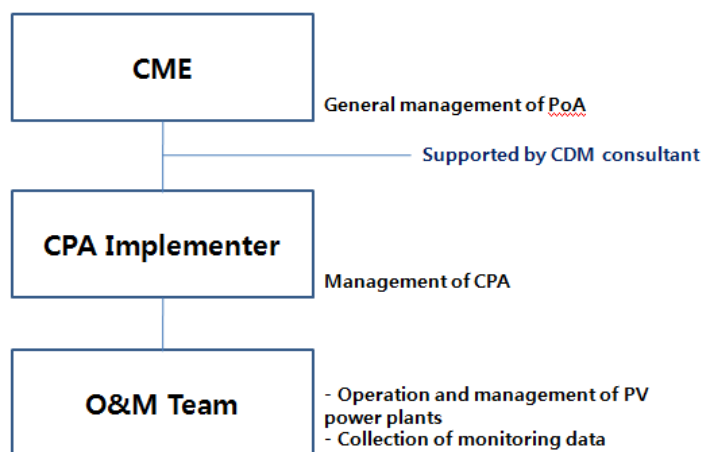 CME
General management of PoA
Supported by CDM consultant
CPA Implementer
Management of CPA
O&M Team
- Operation and management of PV
power plants
- Collection of monitoring data